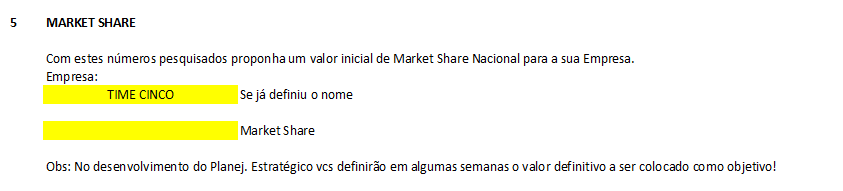 5 MARKET SHARE
Com estes números pesquisados proponha um valor inicial de Market Share Nacional para a sua Empresa.
Empresa:
TIME CINCO Se já definiu o nome
Market Share
Obs: No desenvolvimento do Planej. Estratégico vcs definirão em algumas semanas o valor definitivo a ser colocado como objetivo!